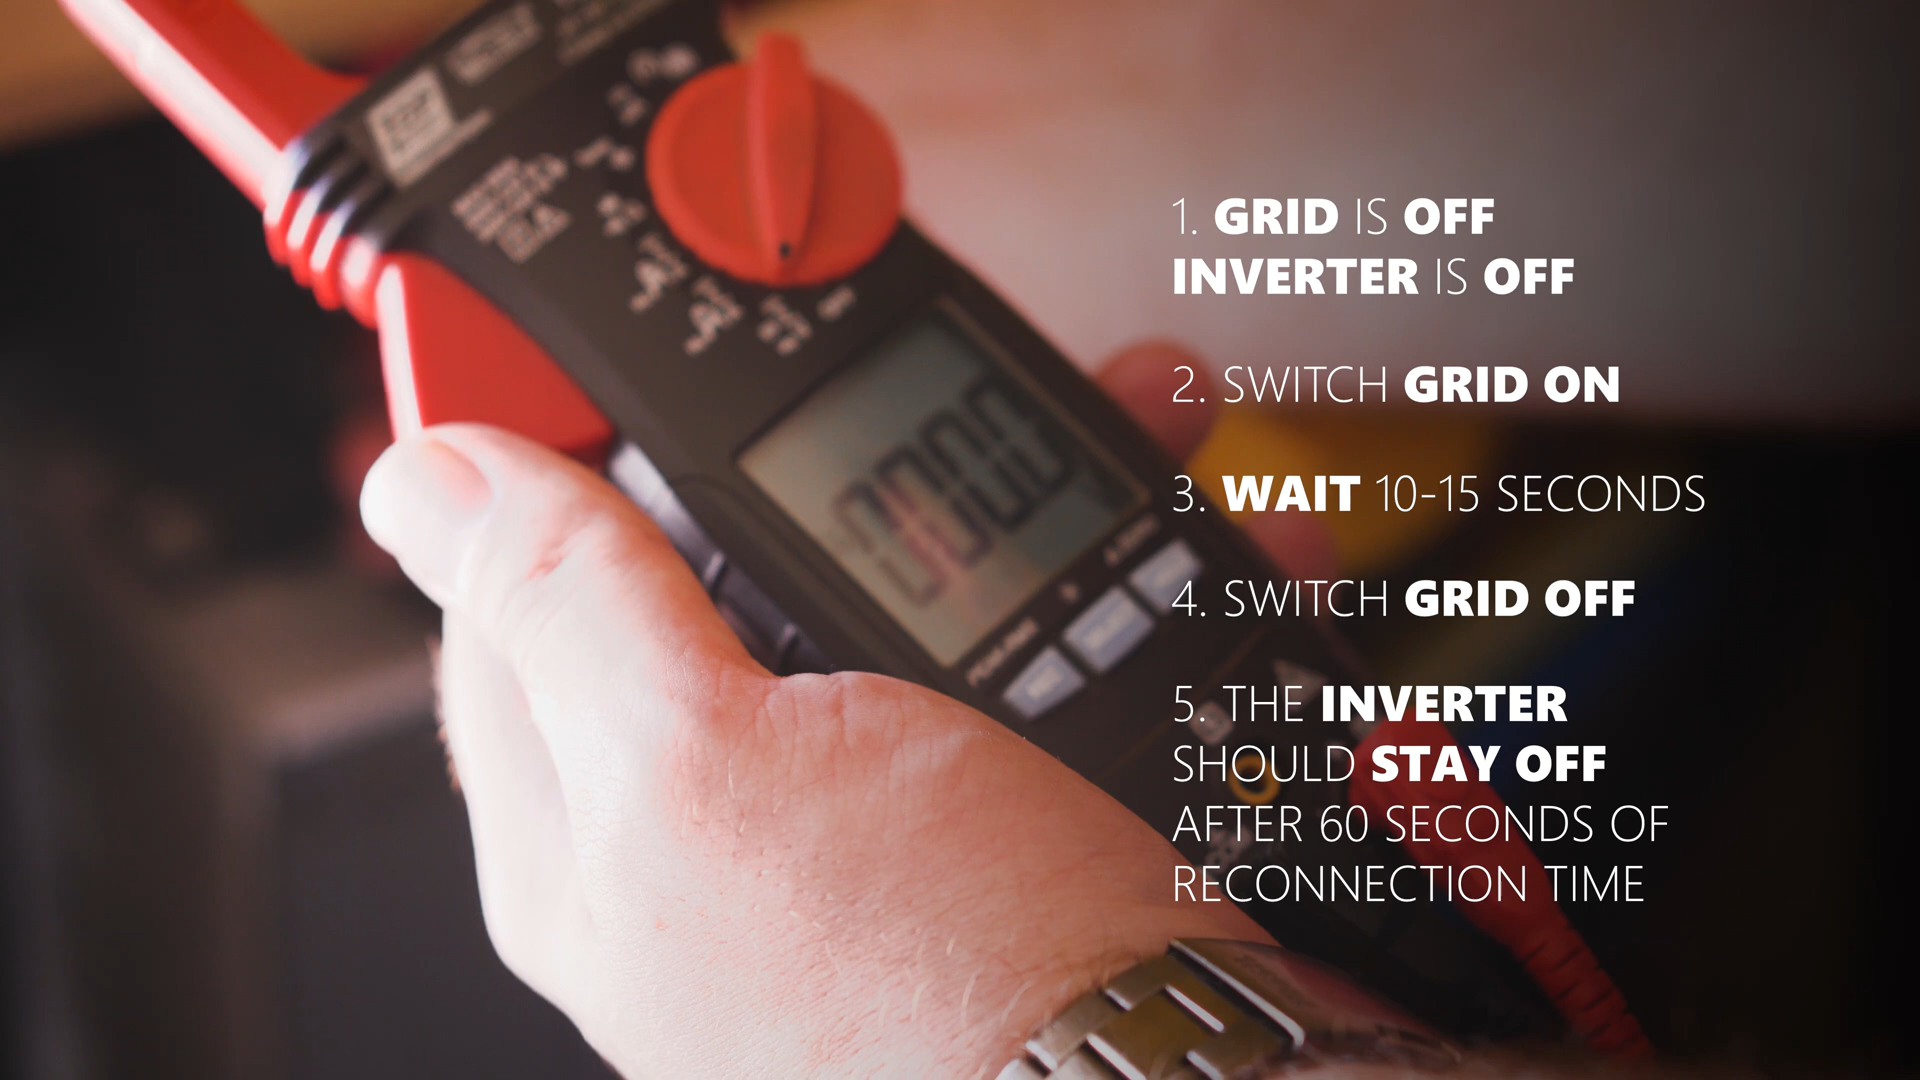 1. GRID IS OFF
INVERTER IS OFF
2. SWITCH GRID ON
3. WAIT 10-15 SECONDS
4. SWITCH GRID OFF
5. THE INVERTER
SHOULD STAY OFF
AFTER 60 SECONDS OF
RECONNECTION TIME